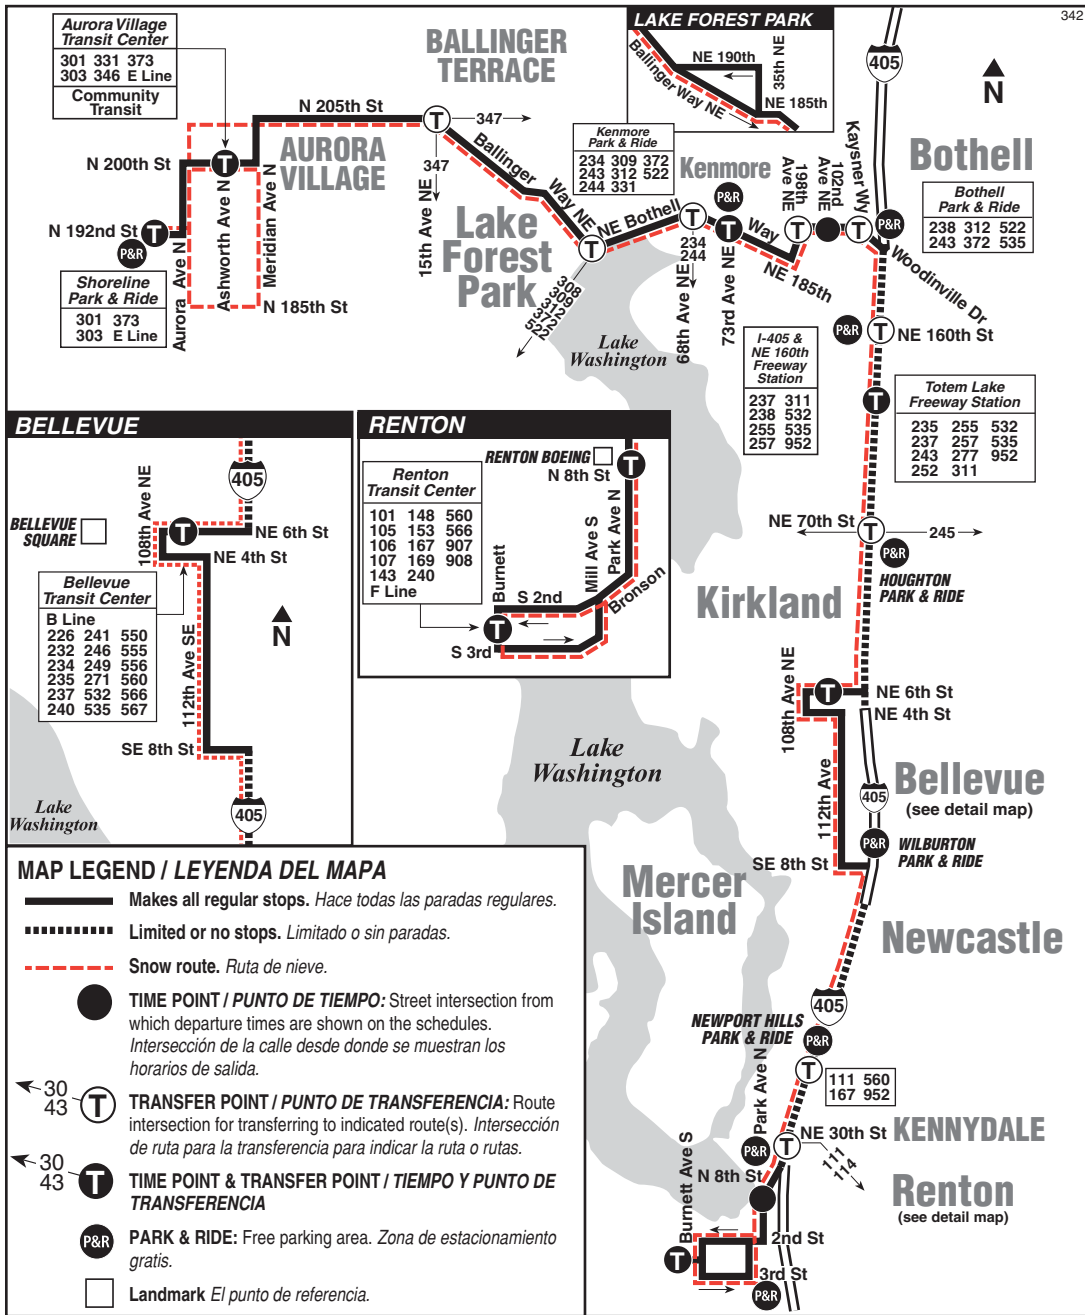 342
Aurora Village
Transit Center
301 331 373
303 346 E Line
Community
Transit
BALLINGER
TERRACE
LAKE FOREST PARK
NE 190th
35th NE
Ballinger Way NE
NE 185th
405
N
Bothell
N 205th St
347
347
15th Ave NE
N 200th St
AURORA
VILLAGE
N 192nd St
P&R
T
Aurora Ave N
Ashworth Ave N
Meridian Ave N
N 185th St
Shoreline
Park & Ride
301 373
303 E Line
Ballinger Way NE
Lake
Forest
Park
Kenmore
Park & Ride
234 309 372
243 312 522
244 331
Kenmore
P&R
NE Bothell Way
308
309
312
372
522
234
244
68th Ave NE
73rd Ave NE
NE 185th
198th
Ave NE
102nd
Ave NE
Kaysner Wy
P&R
Woodinville Dr
Bothell
Park & Ride
238 312 522
243 372 535
Lake
Washington
P&R
NE 160th St
I-405 &
NE 160th
Freeway
Station
237 311
238 532
255 535
257 952
Totem Lake
Freeway Station
235 255 532
237 257 535
243 277 952
252 311
NE 70th St
245
P&R
HOUGHTON
PARK & RIDE
Kirkland
BELLEVUE
405
108th Ave NE
BELLEVUE
SQUARE
T
NE 6th St
NE 4th St
Bellevue
Transit Center
B Line
226 241 550
232 246 555
234 249 556
235 271 560
237 532 566
240 535 567
N
112th Ave SE
SE 8th St
405
Lake
Washington
RENTON
RENTON BOEING
N 8th St
T
Renton
Transit Center
101 148 560
105 153 566
106 167 907
107 169 908
143 240
F Line
Burnett
Mill Ave S
Park Ave N
Bronson
S 2nd
S 3rd
T
108th Ave NE
T
NE 6th St
NE 4th St
Lake
Washington
112th Ave
Bellevue
(see detail map)
405
P&R
WILBURTON
PARK & RIDE
SE 8th St
Mercer
Island
Newcastle
405
NEWPORT HILLS
PARK & RIDE
P&R
T
111 560
167 952
Park Ave N
P&R
T
NE 30th St
KENNYDALE
111
114
Renton
(see detail map)
N 8th St
Burnett Ave S
2nd St
T
3rd St
P&R
MAP LEGEND / LEYENDA DEL MAPA
Makes all regular stops. Hace todas las paradas regulares.
Limited or no stops. Limitado o sin paradas.
Snow route. Ruta de nieve.
TIME POINT / PUNTO DE TIEMPO: Street intersection from
which departure times are shown on the schedules.
Intersección de la calle desde donde se muestran los
horarios de salida.
30
43
T
TRANSFER POINT / PUNTO DE TRANSFERENCIA: Route
intersection for transferring to indicated route(s). Intersección
de ruta para la transferencia para indicar la ruta o rutas.
30
43
T
TIME POINT & TRANSFER POINT / TIEMPO Y PUNTO DE
TRANSFERENCIA
P&R
PARK & RIDE: Free parking area. Zona de estacionamiento
gratis.
Landmark El punto de referencia.